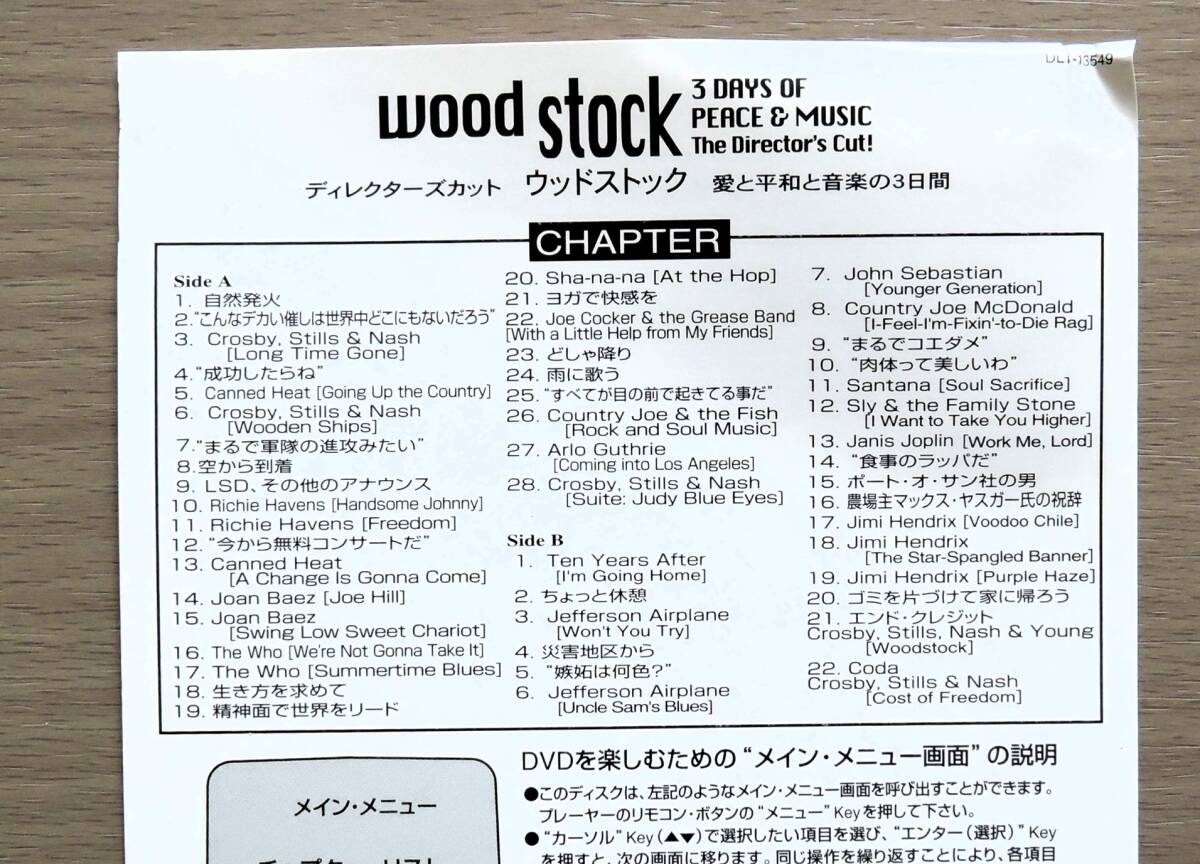 DLT-13549
wood stock
3 DAYS OF
PEACE & MUSIC
The Director's Cut!
ディレクターズカット ウッドストック 愛と平和と音楽の3日間
CHAPTER
Side A
1. 自然発火
2.“こんなデカい催しは世界中どこにもないだろう”
3. Crosby, Stills & Nash
[Long Time Gone]
4.“成功したらね”
5. Canned Heat [Going Up the Country]
6. Crosby, Stills & Nash
[Wooden Ships]
7.“まるで軍隊の進攻みたい”
8.空から到着
9. LSD、その他のアナウンス
10. Richie Havens [Handsome Johnny]
11. Richie Havens [Freedom]
12. “今から無料コンサートだ”
13. Canned Heat
[A Change Is Gonna Come]
14. Joan Baez [Joe Hill]
15. Joan Baez
[Swing Low Sweet Chariot]
16. The Who [We're Not Gonna Take It]
17. The Who [Summertime Blues]
18. 生き方を求めて
19. 精神面で世界をリード
20. Sha-na-na [At the Hop]
21. ヨガで快感を
22. Joe Cocker & the Grease Band
[With a Little Help from My Friends]
23. どしゃ降り
24. 雨に歌う
25. “すべてが目の前で起きてる事だ”
26. Country Joe & the Fish
[Rock and Soul Music]
27. Arlo Guthrie
[Coming into Los Angeles]
28. Crosby, Stills & Nash
[Suite: Judy Blue Eyes]
Side B
1. Ten Years After
[I'm Going Home]
2. ちょっと休憩
3. Jefferson Airplane
[Won't You Try]
4. 災害地区から
5. “嫉妬は何色?”
6. Jefferson Airplane
[Uncle Sam's Blues]
7. John Sebastian
[Younger Generation]
8. Country Joe McDonald
[I-Feel-I'm-Fixin'-to-Die Rag]
9. “まるでコエダメ”
10. “肉体って美しいわ”
11. Santana [Soul Sacrifice]
12. Sly & the Family Stone
[I Want to Take You Higher]
13. Janis Joplin [Work Me, Lord]
14. “食事のラッパだ”
15. ポート・オ・サン社の男
16. 農場主マックス・ヤスガー氏の祝辞
17. Jimi Hendrix [Voodoo Chile]
18. Jimi Hendrix
[The Star-Spangled Banner]
19. Jimi Hendrix [Purple Haze]
20. ゴミを片づけて家に帰ろう
21. エンド・クレジット
Crosby, Stills, Nash & Young
[Woodstock]
22. Coda
Crosby, Stills & Nash
[Cost of Freedom]
メイン・メニュー
チャプター・リスト
DVDを楽しむための“メイン・メニュー画面”の説明
●このディスクは、左記のようなメイン・メニュー画面を呼び出すことができます。
プレーヤーのリモコン・ボタンの“メニュー”Keyを押して下さい。
●“カーソル”Key(▲▼)で選択したい項目を選び、“エンター(選択)”Key
を押すと、次の画面に移ります。同じ操作を繰り返すことにより、各項目